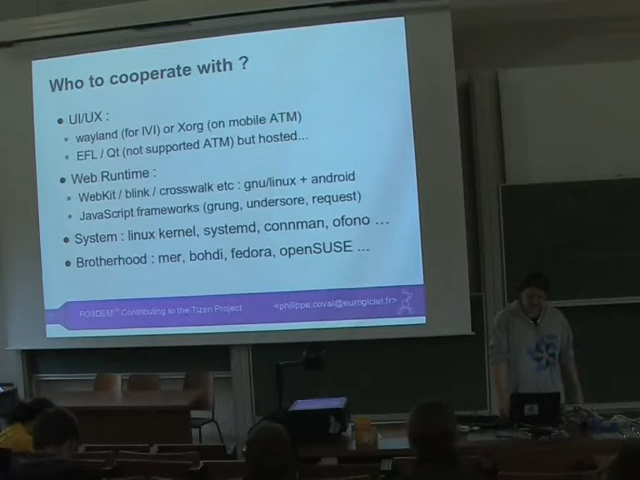 Who to cooperate with ?
● UI/UX :
• wayland (for IVI) or Xorg (on mobile ATM)
• EFL / Qt (not supported ATM) but hosted...
● Web Runtime :
• WebKit / blink / crosswalk etc : gnu/linux + android
• JavaScript frameworks (grung, undersore, request)
● System : linux kernel, systemd, connman, ofono ...
● Brotherhood : mer, bohdi, fedora, openSUSE ...
FOSDEM Contributing to the Tizen Project
<philippe.coval@eurogiciel.fr>